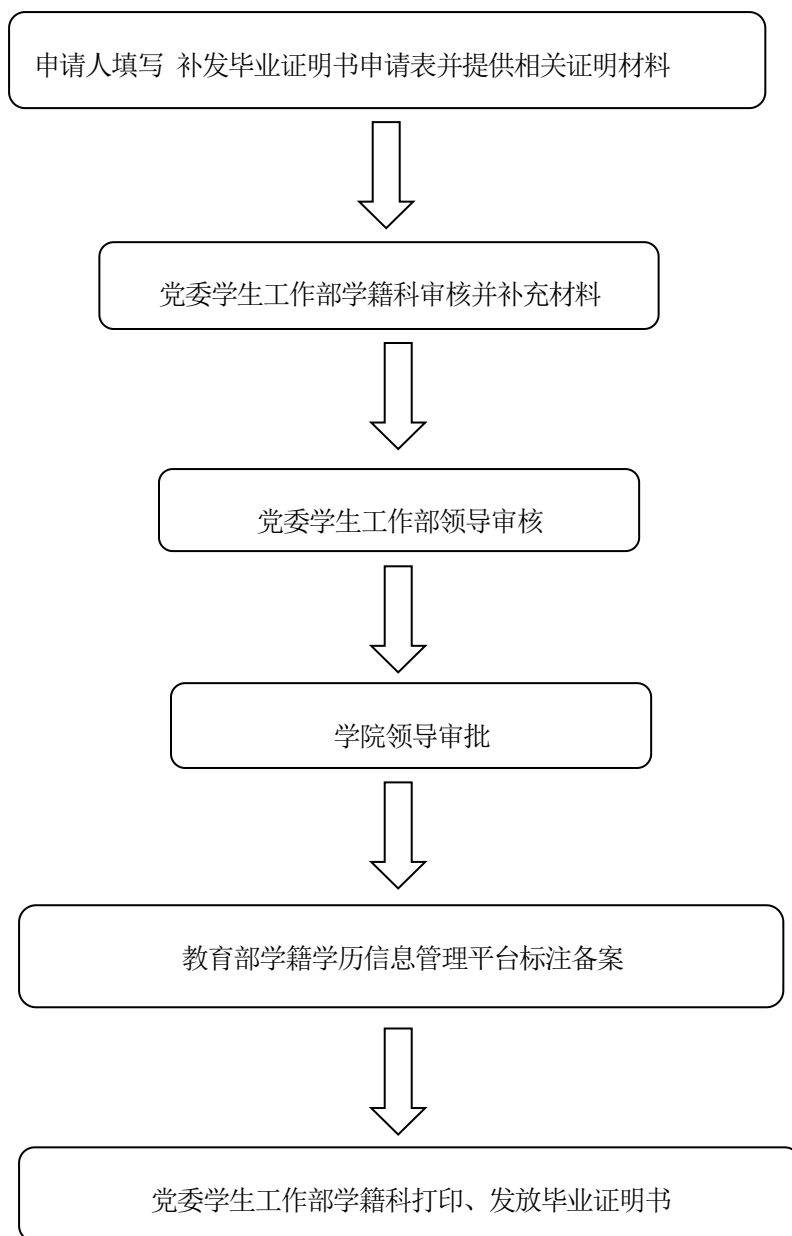 申请人填写 补发毕业证明书申请表并提供相关证明材料
党委学生工作部学籍科审核并补充材料
党委学生工作部领导审核
学院领导审批
教育部学籍学历信息管理平台标注备案
党委学生工作部学籍科打印、发放毕业证明书